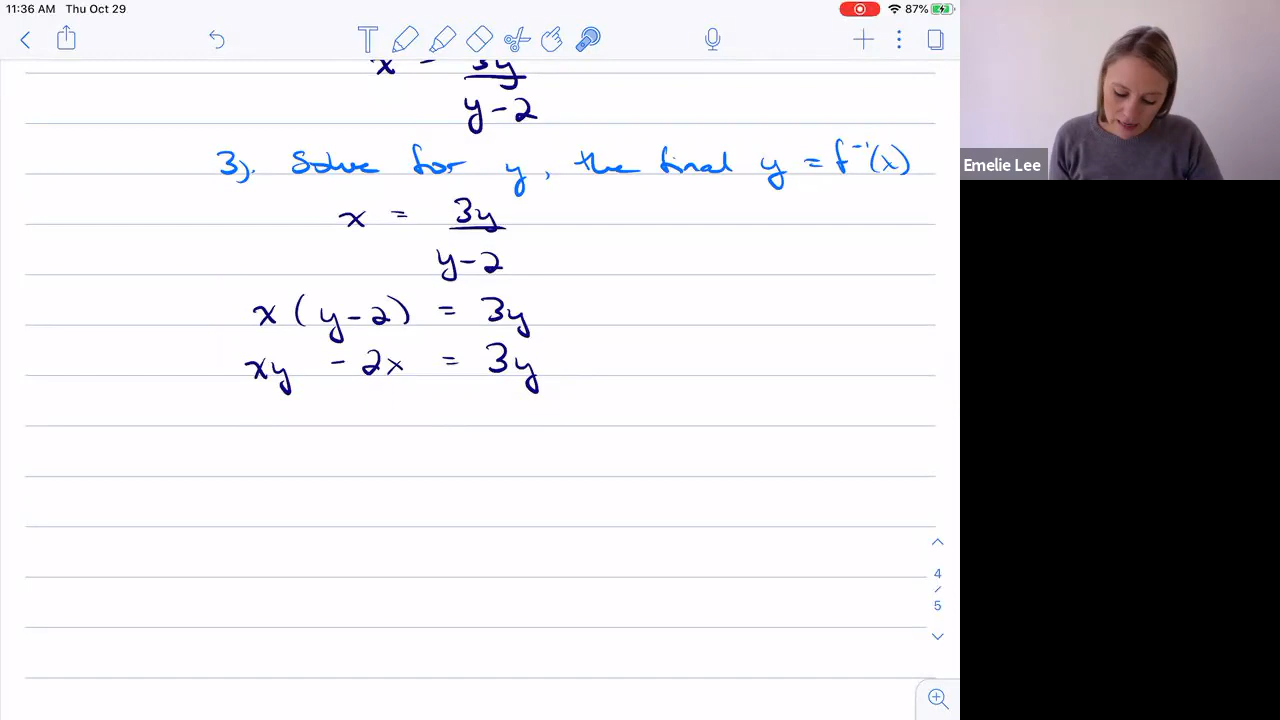 11:36 AM Thu Oct 29 87%
x = 3y
y - 2
3). Solve for y, the final y = f⁻¹(x)
x = 3y
y - 2
x (y - 2) = 3y
xy - 2x = 3y
4
/
5
Emelie Lee